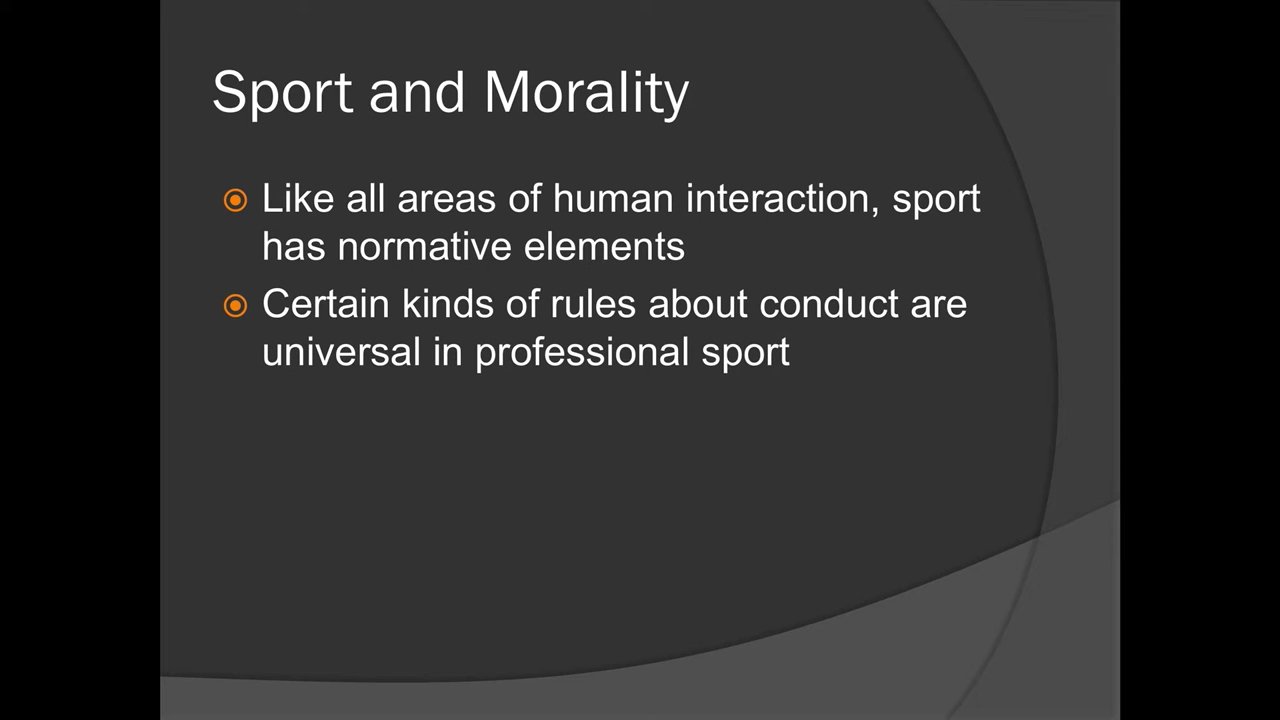 Sport and Morality
Like all areas of human interaction, sport
has normative elements
Certain kinds of rules about conduct are
universal in professional sport